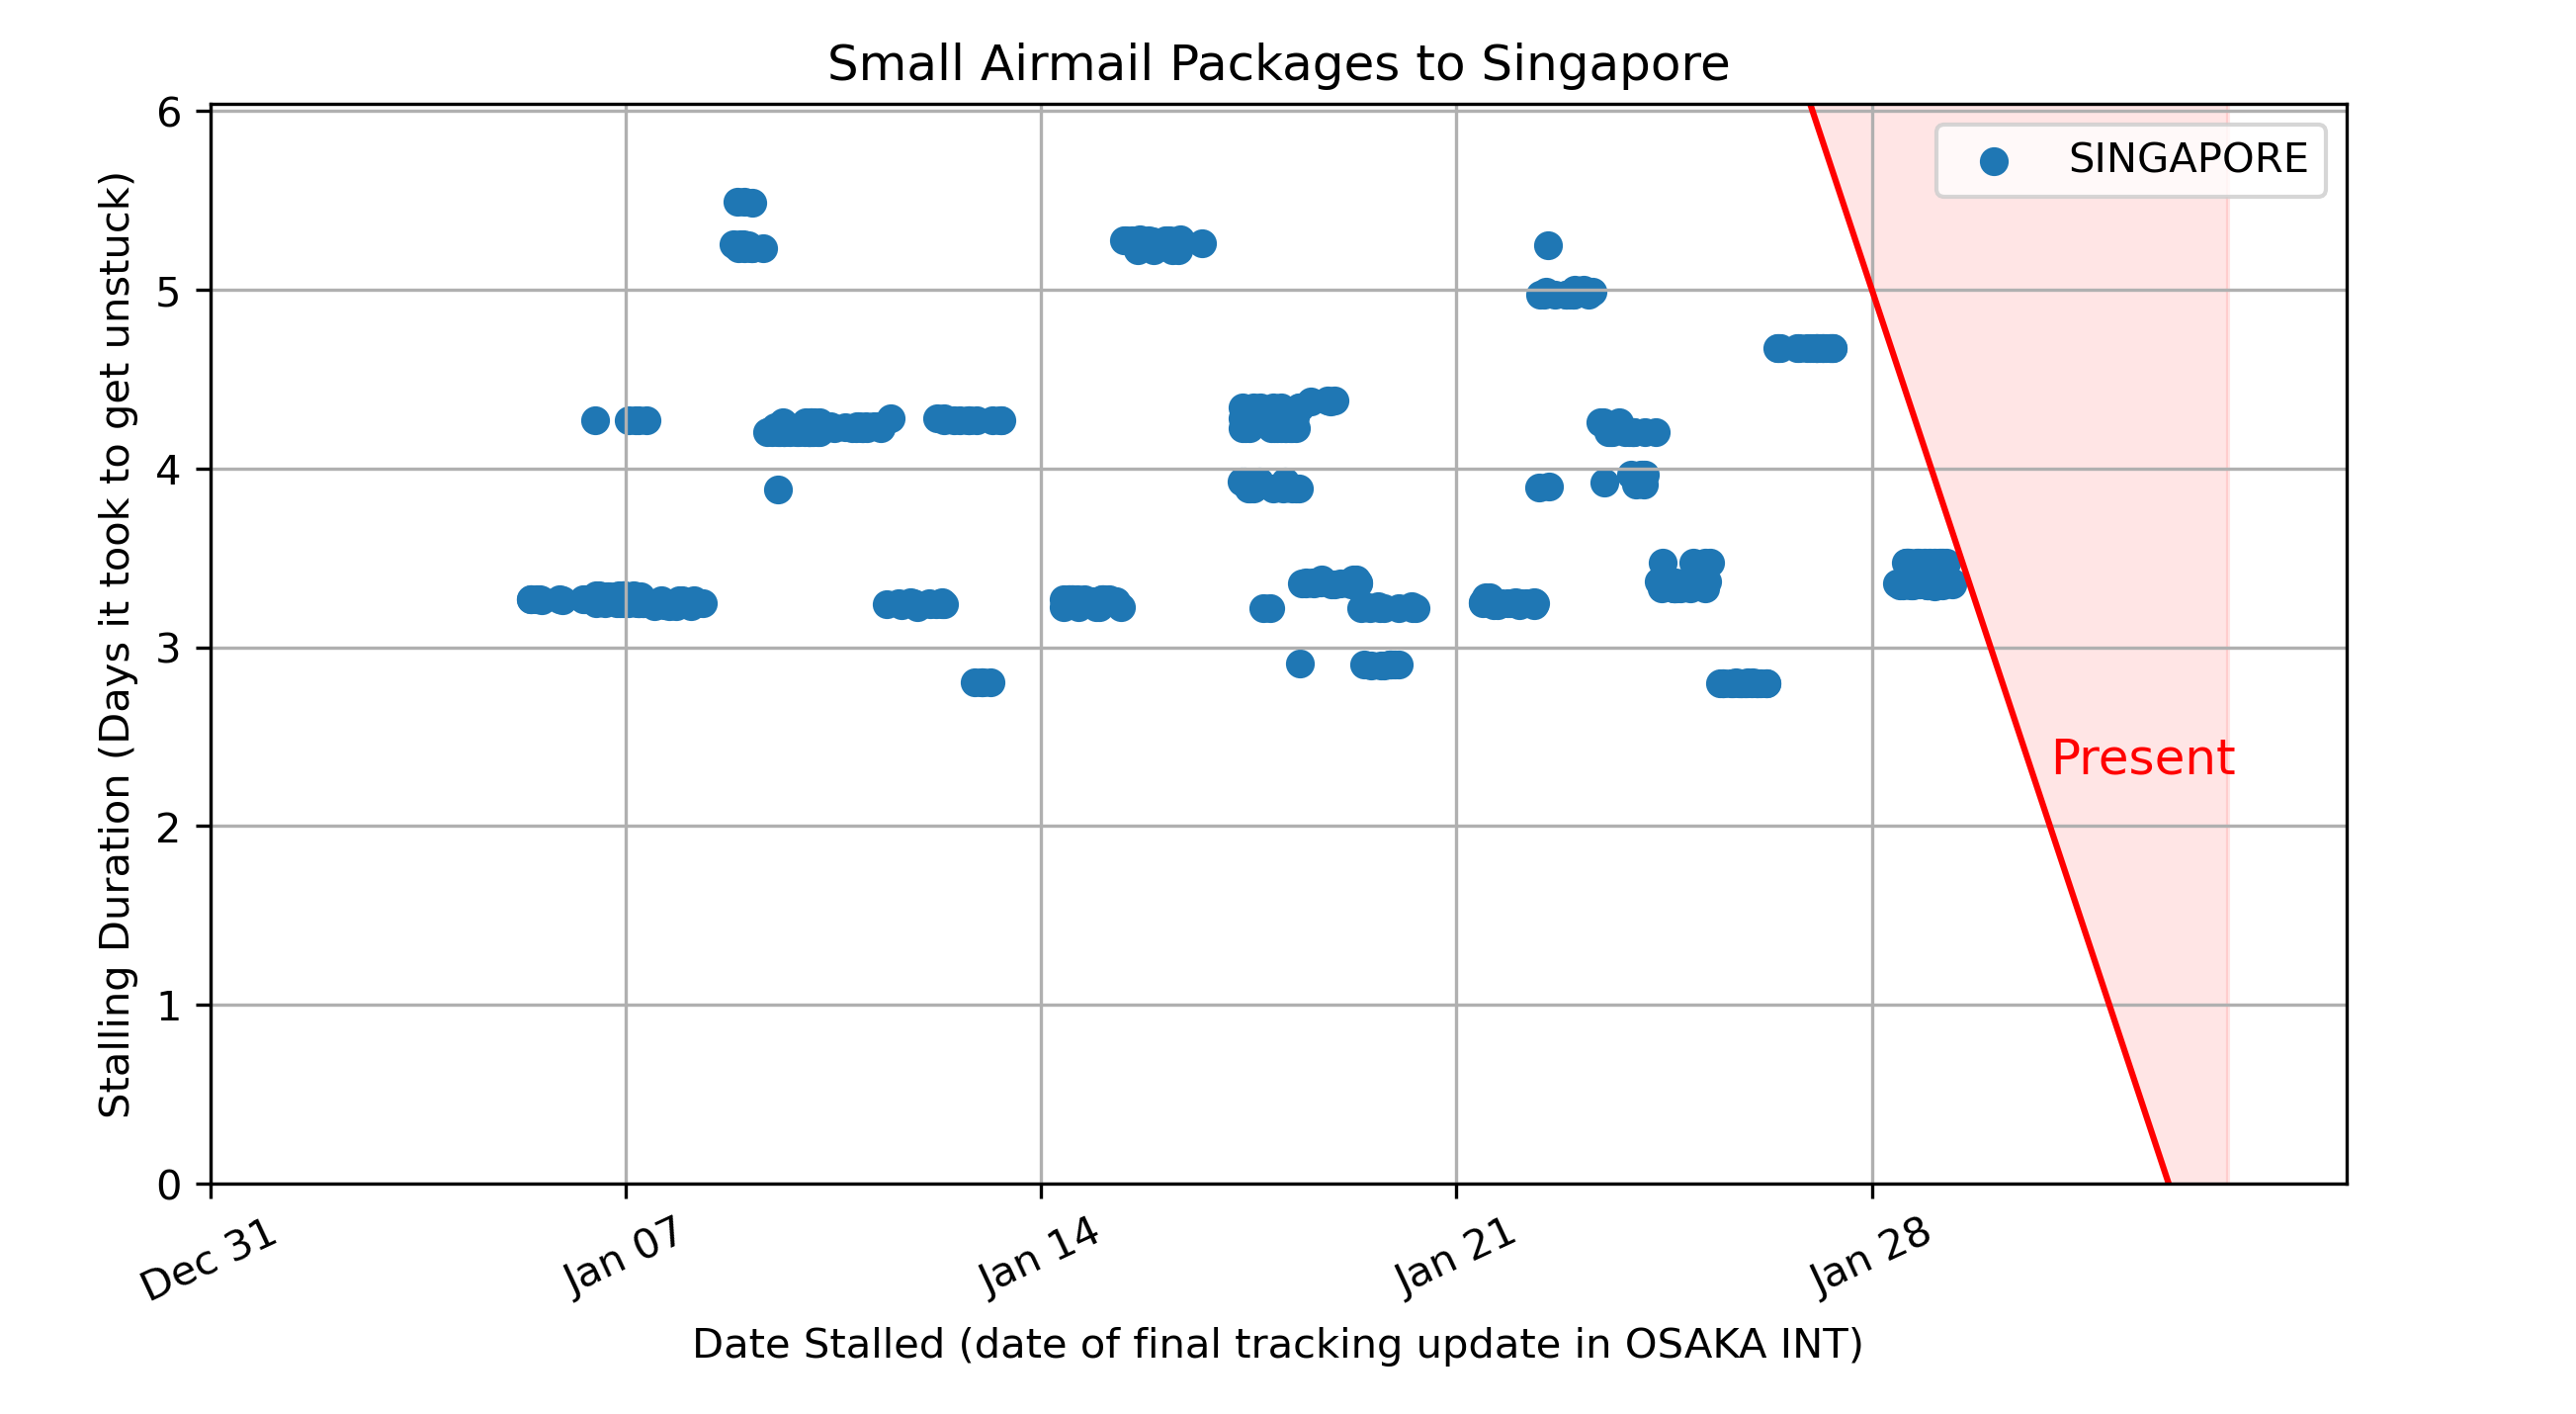 Small Airmail Packages to Singapore
SINGAPORE
Stalling Duration (Days it took to get unstuck)
6
5
4
3
2
1
0
Present
Dec 31
Jan 07
Jan 14
Jan 21
Jan 28
Date Stalled (date of final tracking update in OSAKA INT)